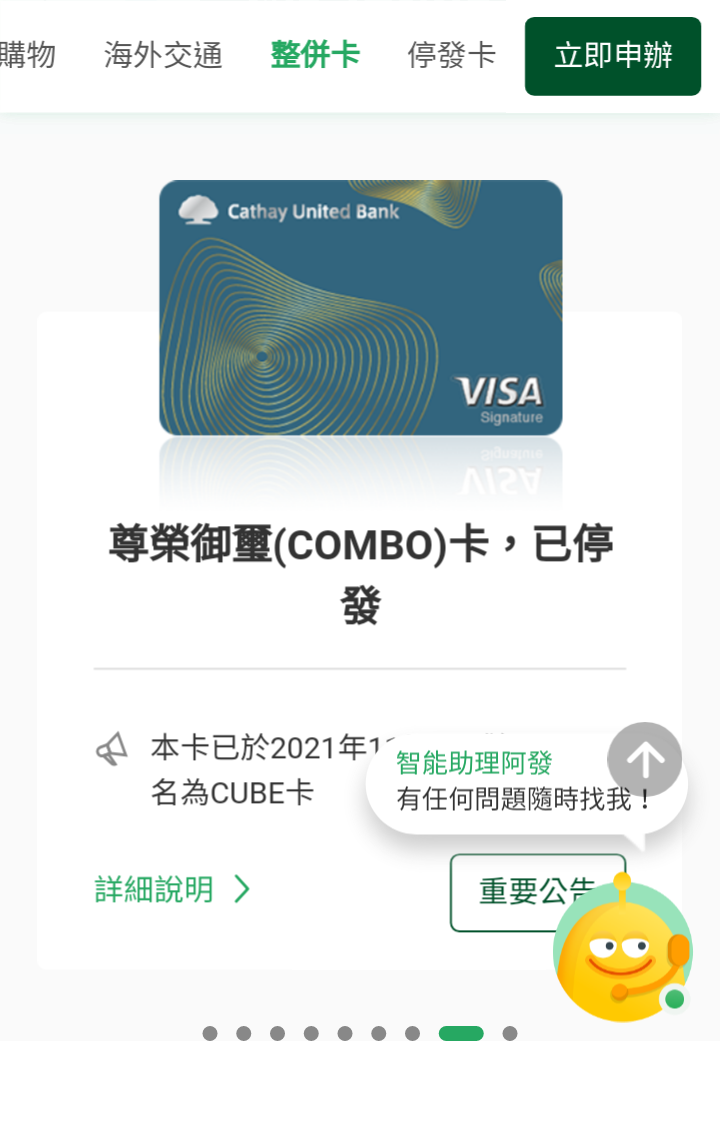 購物 海外交通 整併卡 停發卡 立即申辦
Cathay United Bank
VISA
Signature
尊榮御璽(COMBO)卡，已停
發
本卡已於2021年1
名為CUBE卡
智能助理阿發
有任何問題隨時找我！
詳細說明
重要公告